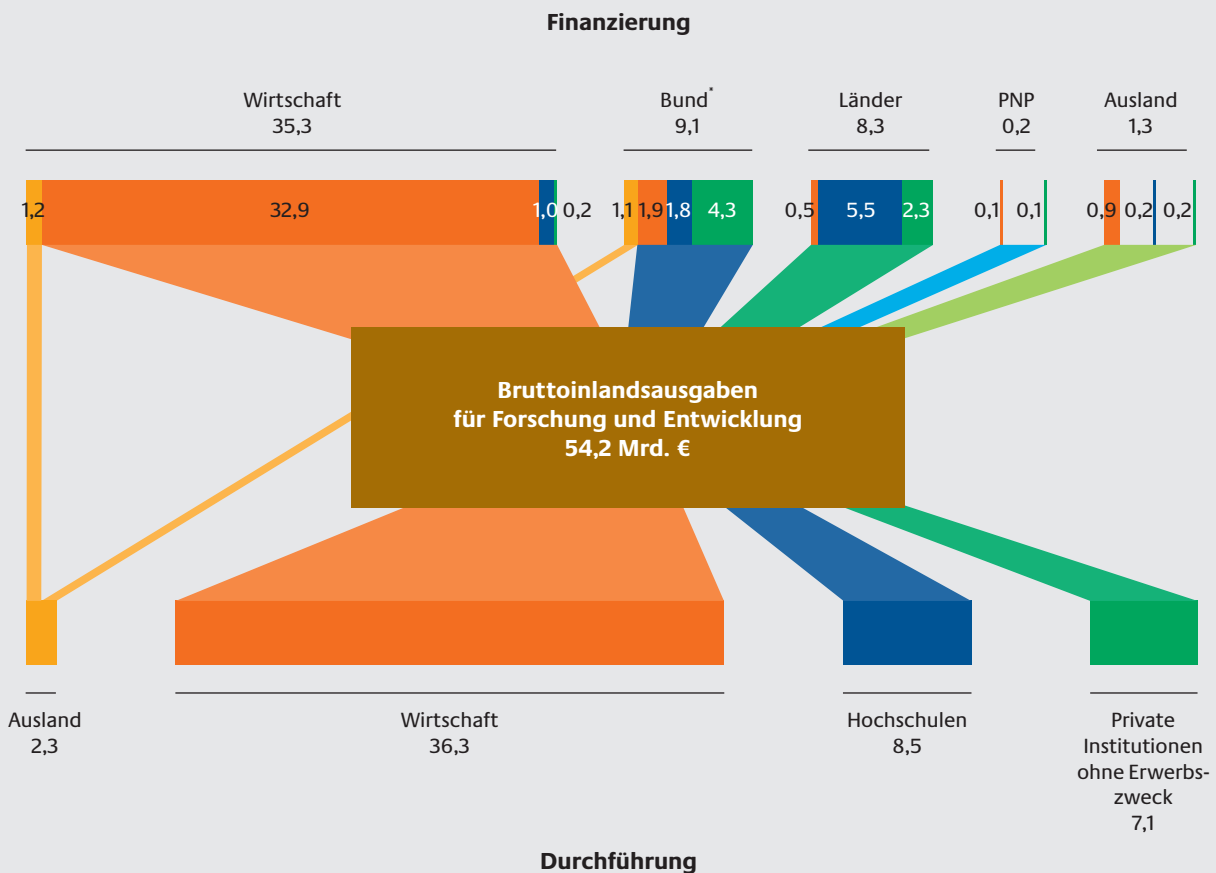 Finanzierung
Wirtschaft
35,3
Bund*
9,1
Länder
8,3
PNP
0,2
Ausland
1,3
1,2 32,9 1,0 0,2 1,1 1,9 1,8 4,3 0,5 5,5 2,3 0,1 0,1 0,9 0,2 0,2
Bruttoinlandsausgaben
für Forschung und Entwicklung
54,2 Mrd. €
Ausland
2,3
Wirtschaft
36,3
Hochschulen
8,5
Private
Institutionen
ohne Erwerbs-
zweck
7,1
Durchführung